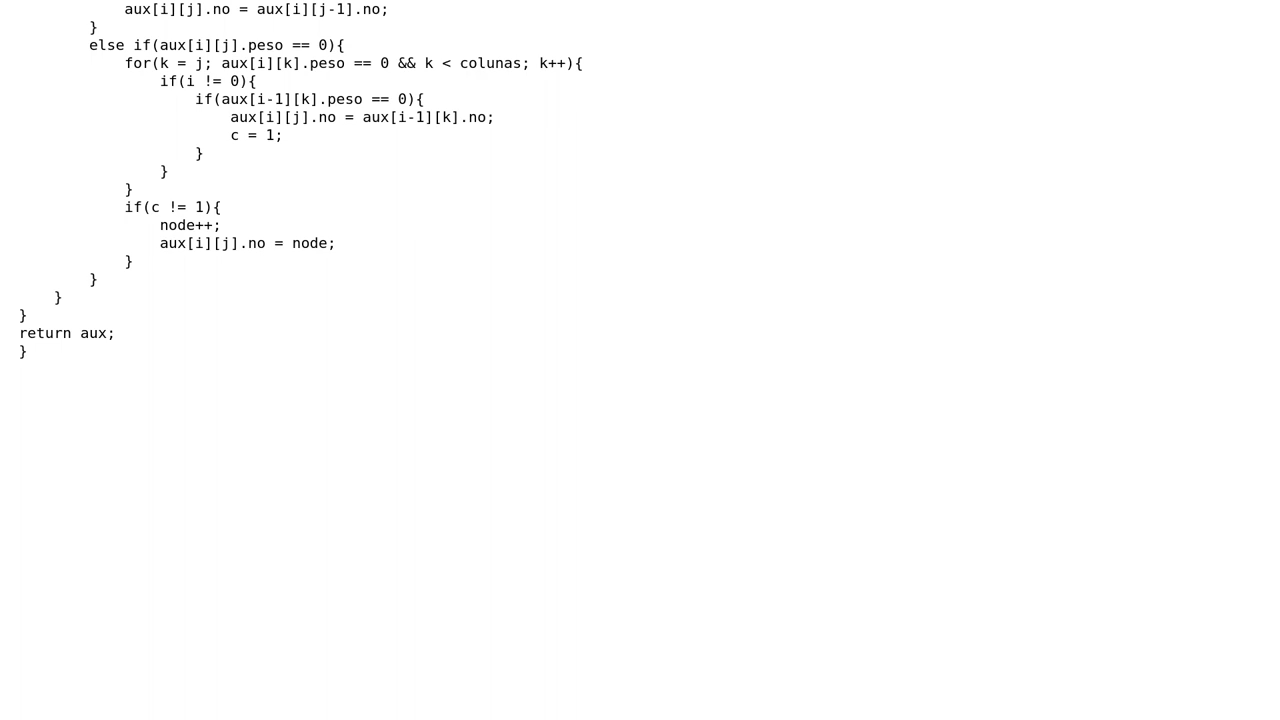 aux[i][j].no = aux[i][j-1].no;
        }
        else if(aux[i][j].peso == 0){
            for(k = j; aux[i][k].peso == 0 && k < colunas; k++){
                if(i != 0){
                    if(aux[i-1][k].peso == 0){
                        aux[i][j].no = aux[i-1][k].no;
                        c = 1;
                    }
                }
            }
            if(c != 1){
                node++;
                aux[i][j].no = node;
            }
        }
    }
}
return aux;
}